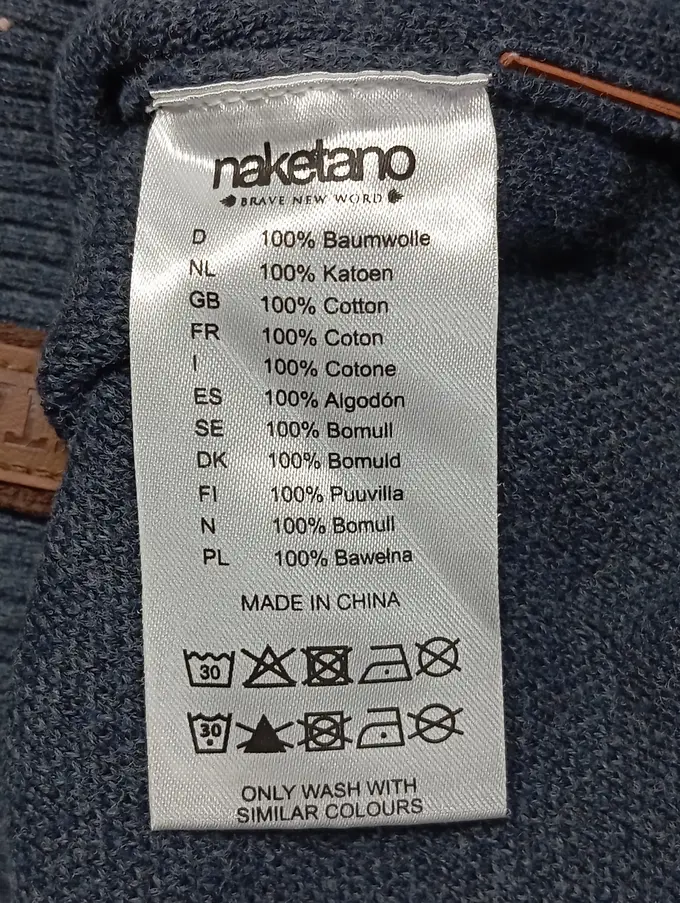 naketano
BRAVE NEW WORD
D 100% Baumwolle
NL 100% Katoen
GB 100% Cotton
FR 100% Coton
I 100% Cotone
ES 100% Algodón
SE 100% Bomull
DK 100% Bomuld
FI 100% Puuvilla
N 100% Bomull
PL 100% Bawełna
MADE IN CHINA
30
30
ONLY WASH WITH
SIMILAR COLOURS